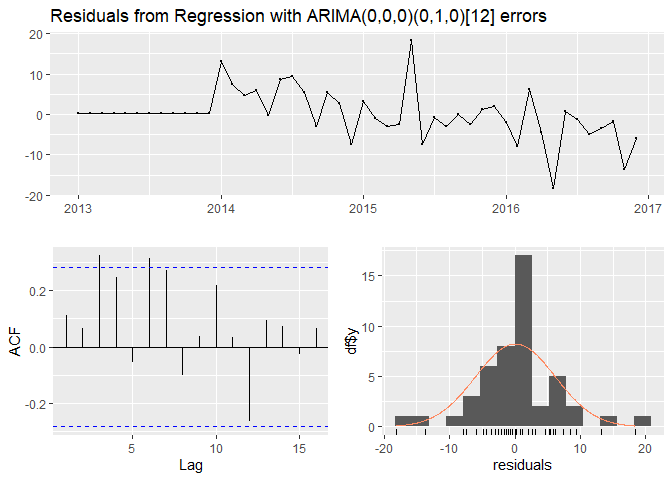 Residuals from Regression with ARIMA(0,0,0)(0,1,0)[12] errors
20
10
0
-10
-20
2013 2014 2015 2016 2017
0.2
0.0
-0.2
ACF
5 10 15
Lag
15
10
5
0
df$y
-20 -10 0 10 20
residuals